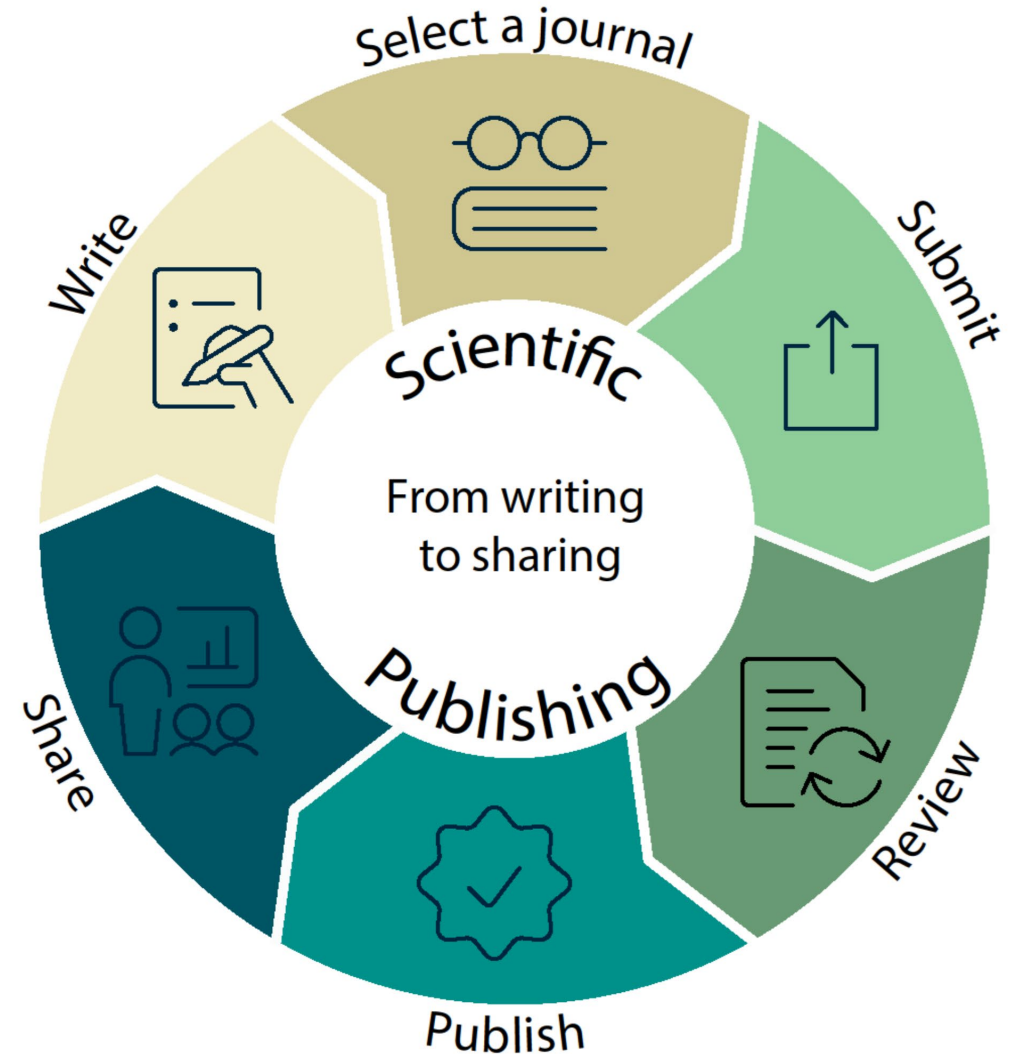 Scientific
From writing
to sharing
Publishing
Write
Select a journal
Submit
Review
Publish
Share